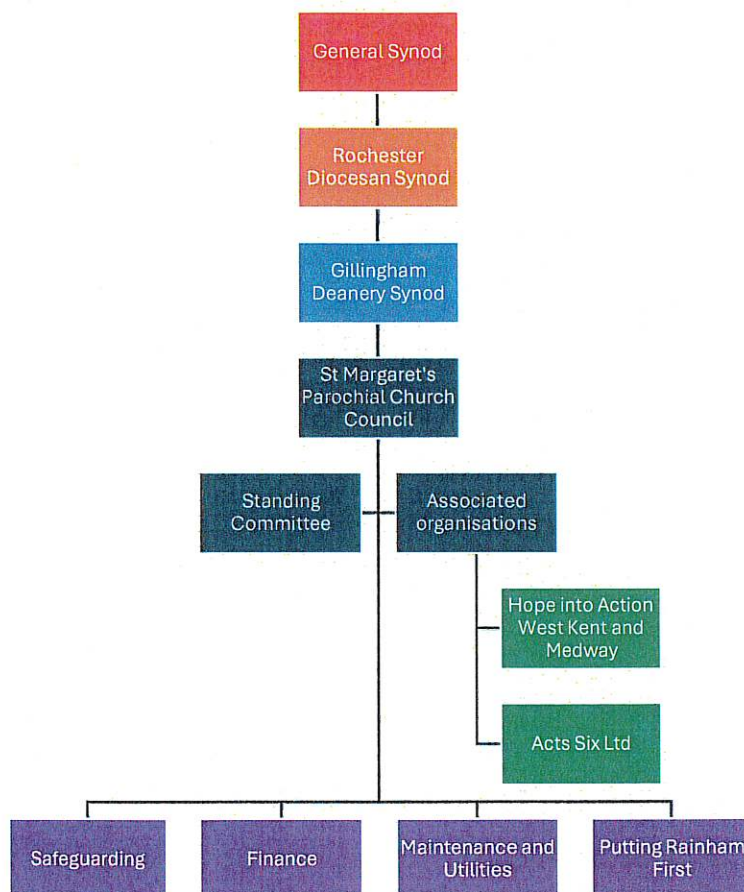 General Synod
Rochester
Diocesan Synod
Gillingham
Deanery Synod
St Margaret's
Parochial Church
Council
Standing
Committee
Associated
organisations
Hope into Action
West Kent and
Medway
Acts Six Ltd
Safeguarding
Finance
Maintenance and
Utilities
Putting Rainham
First